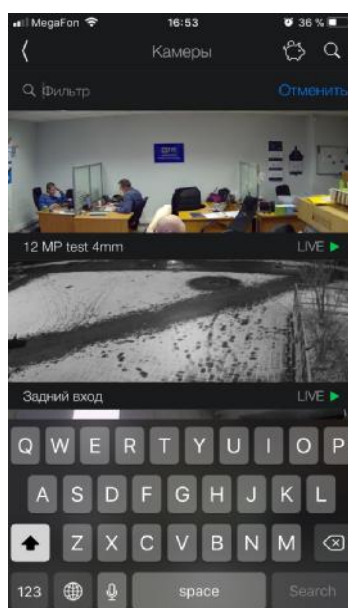 MegaFon 16:53 36 %
Камеры
Фильтр Отменить
12 MP test 4mm LIVE
Задний вход LIVE
Q W E R T Y U I O P
A S D F G H J K L
Z X C V B N M
123 space Search